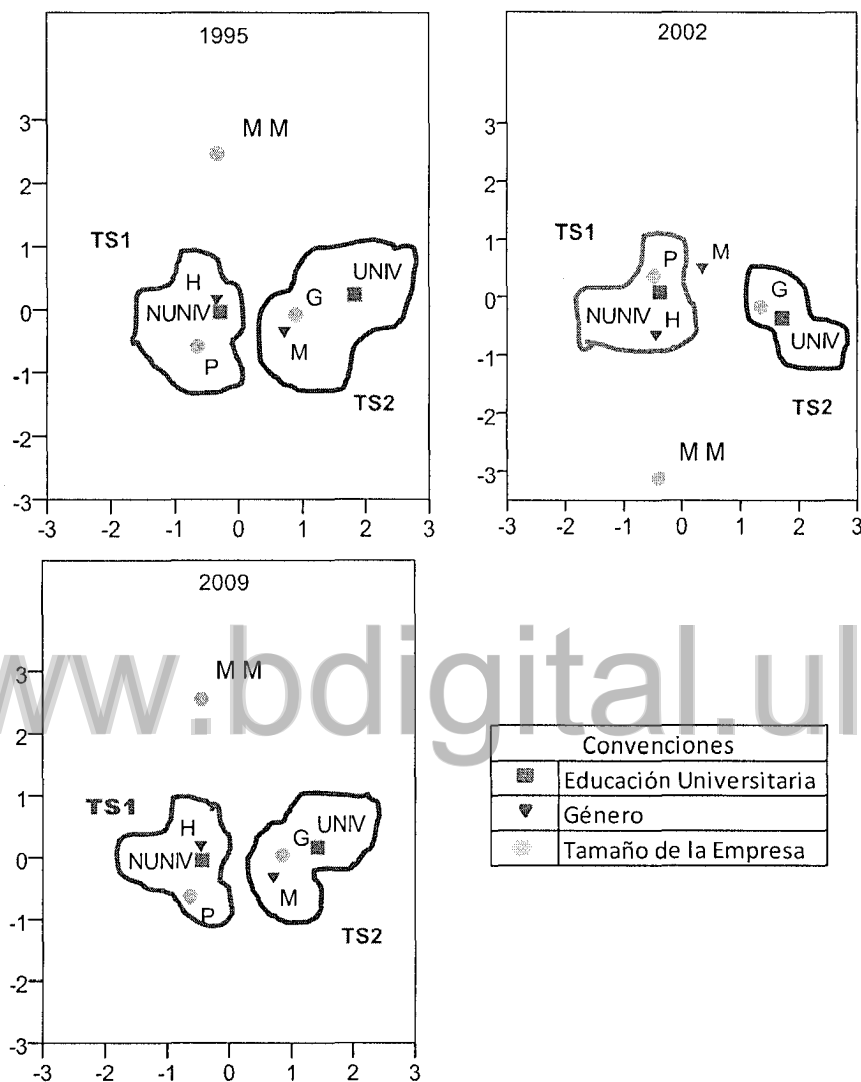 1995
M M
3
2
1
0
-1
-2
-3
TS1
H
NUNIV
P
UNIV
G
M
TS2
-3 -2 -1 0 1 2 3
2002
3
2
1
0
-1
-2
-3
TS1
P
M
NUNIV
H
G
UNIV
TS2
M M
-3 -2 -1 0 1 2 3
2009
M M
3
2
1
0
-1
-2
-3
TS1
H
NUNIV
P
UNIV
G
M
TS2
-3 -2 -1 0 1 2 3
Convenciones
Educación Universitaria
Género
Tamaño de la Empresa
ww.bdigital.ul